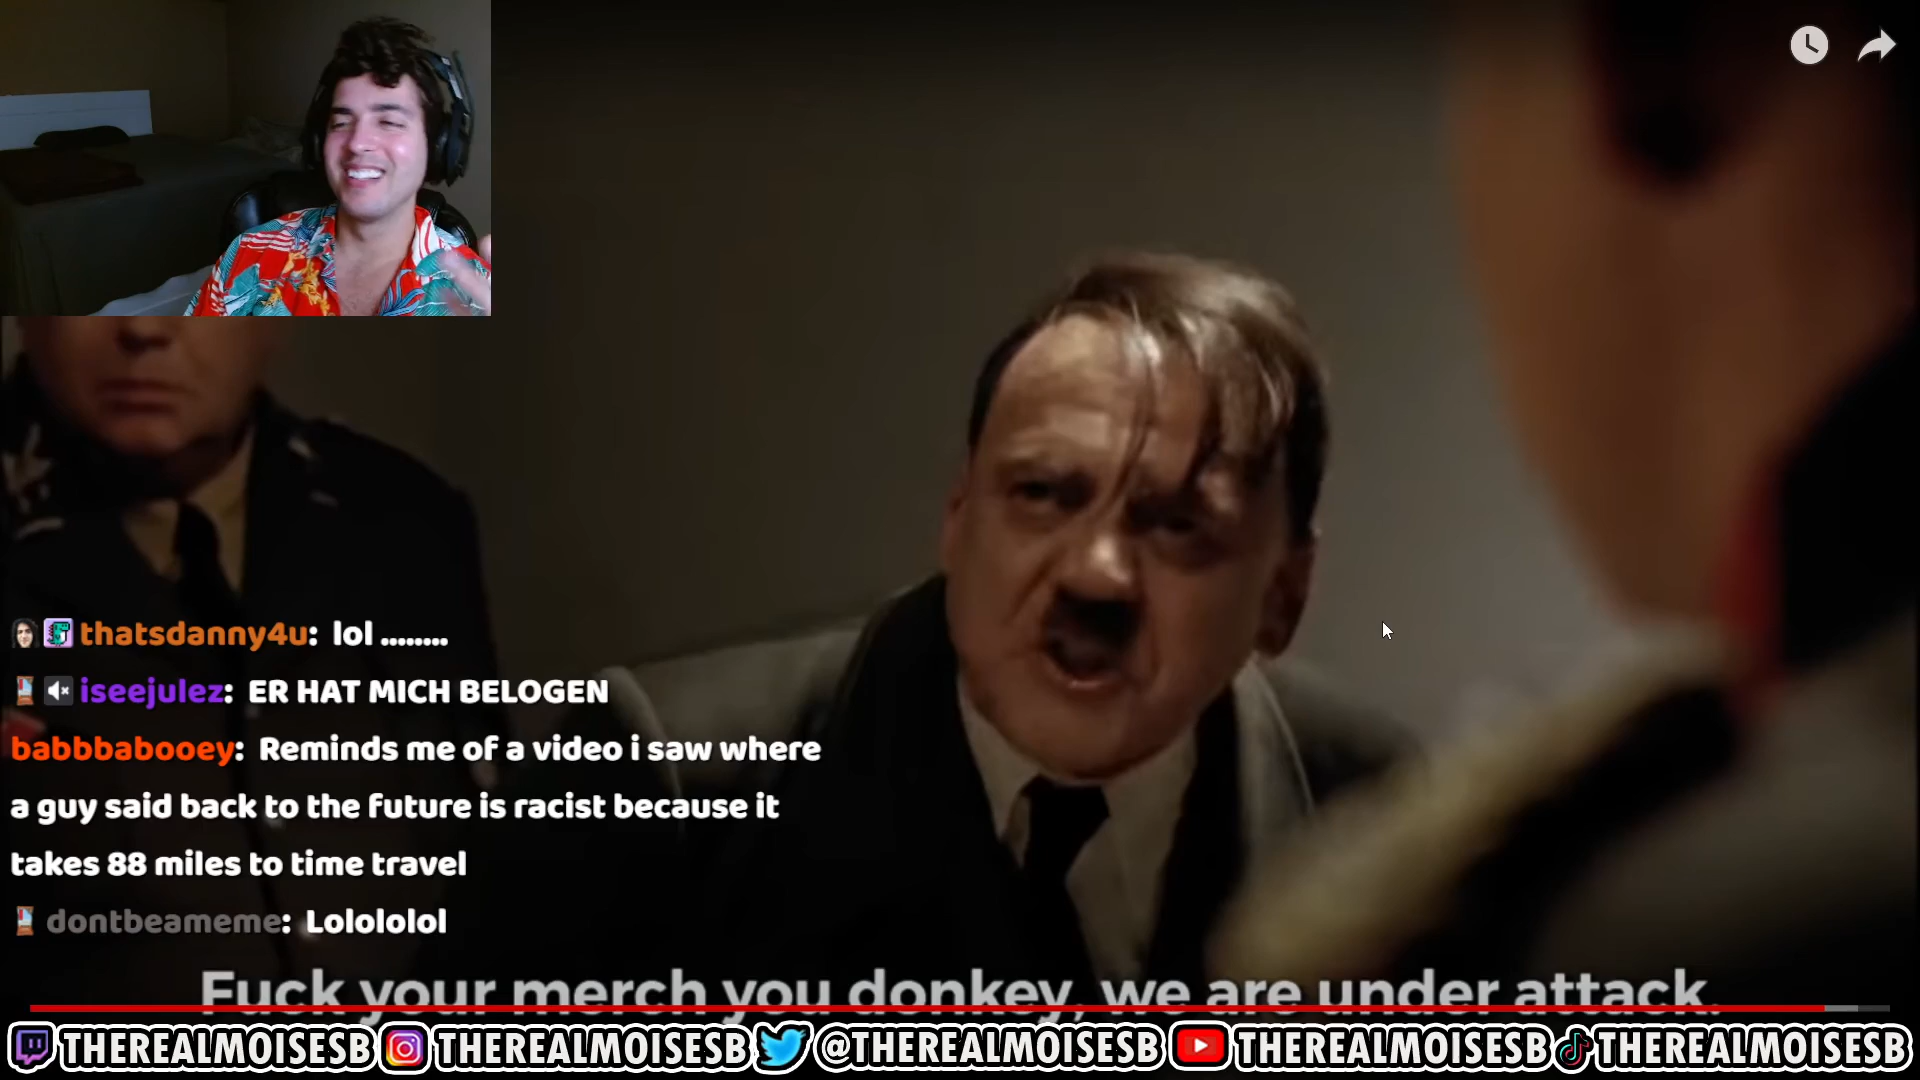 thatsdanny4u: lol ........
iseejulez: ER HAT MICH BELOGEN
babbbabooey: Reminds me of a video i saw where
a guy said back to the future is racist because it
takes 88 miles to time travel
dontbeameme: Lolololol
Fuck your merch you donkey, we are under attack.
THEREALMOISESB THEREALMOISESB @THEREALMOISESB THEREALMOISESB THEREALMOISESB